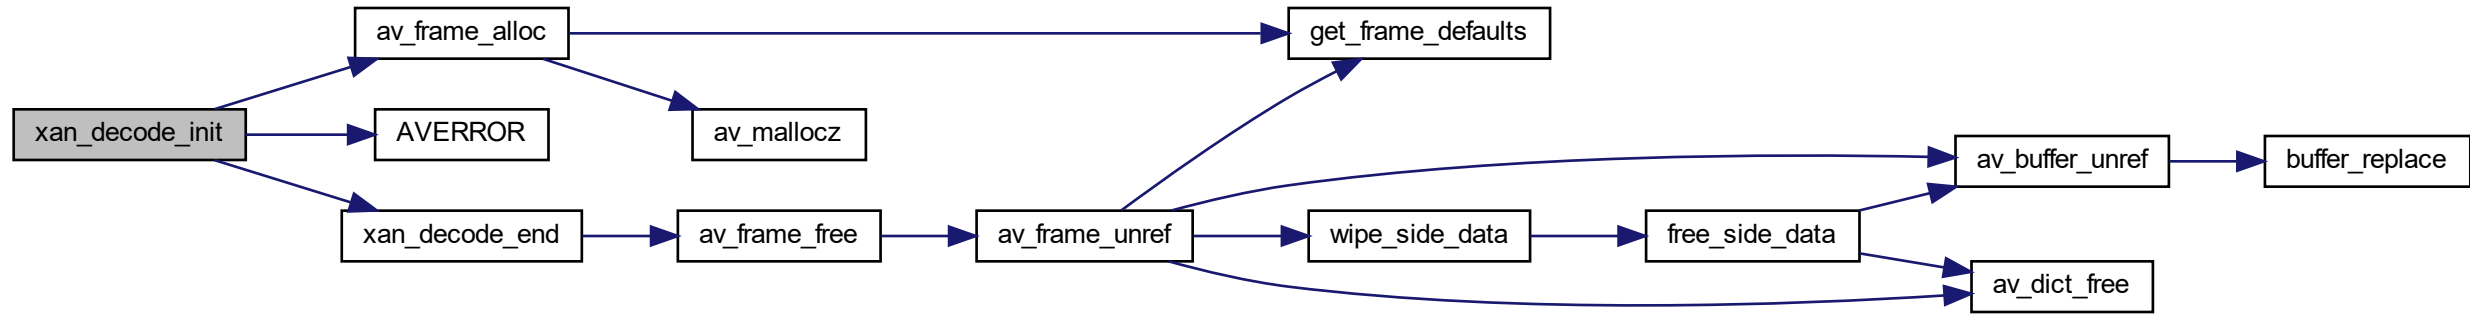 av_frame_alloc
get_frame_defaults
xan_decode_init
AVERROR
av_mallocz
av_buffer_unref
buffer_replace
xan_decode_end
av_frame_free
av_frame_unref
wipe_side_data
free_side_data
av_dict_free